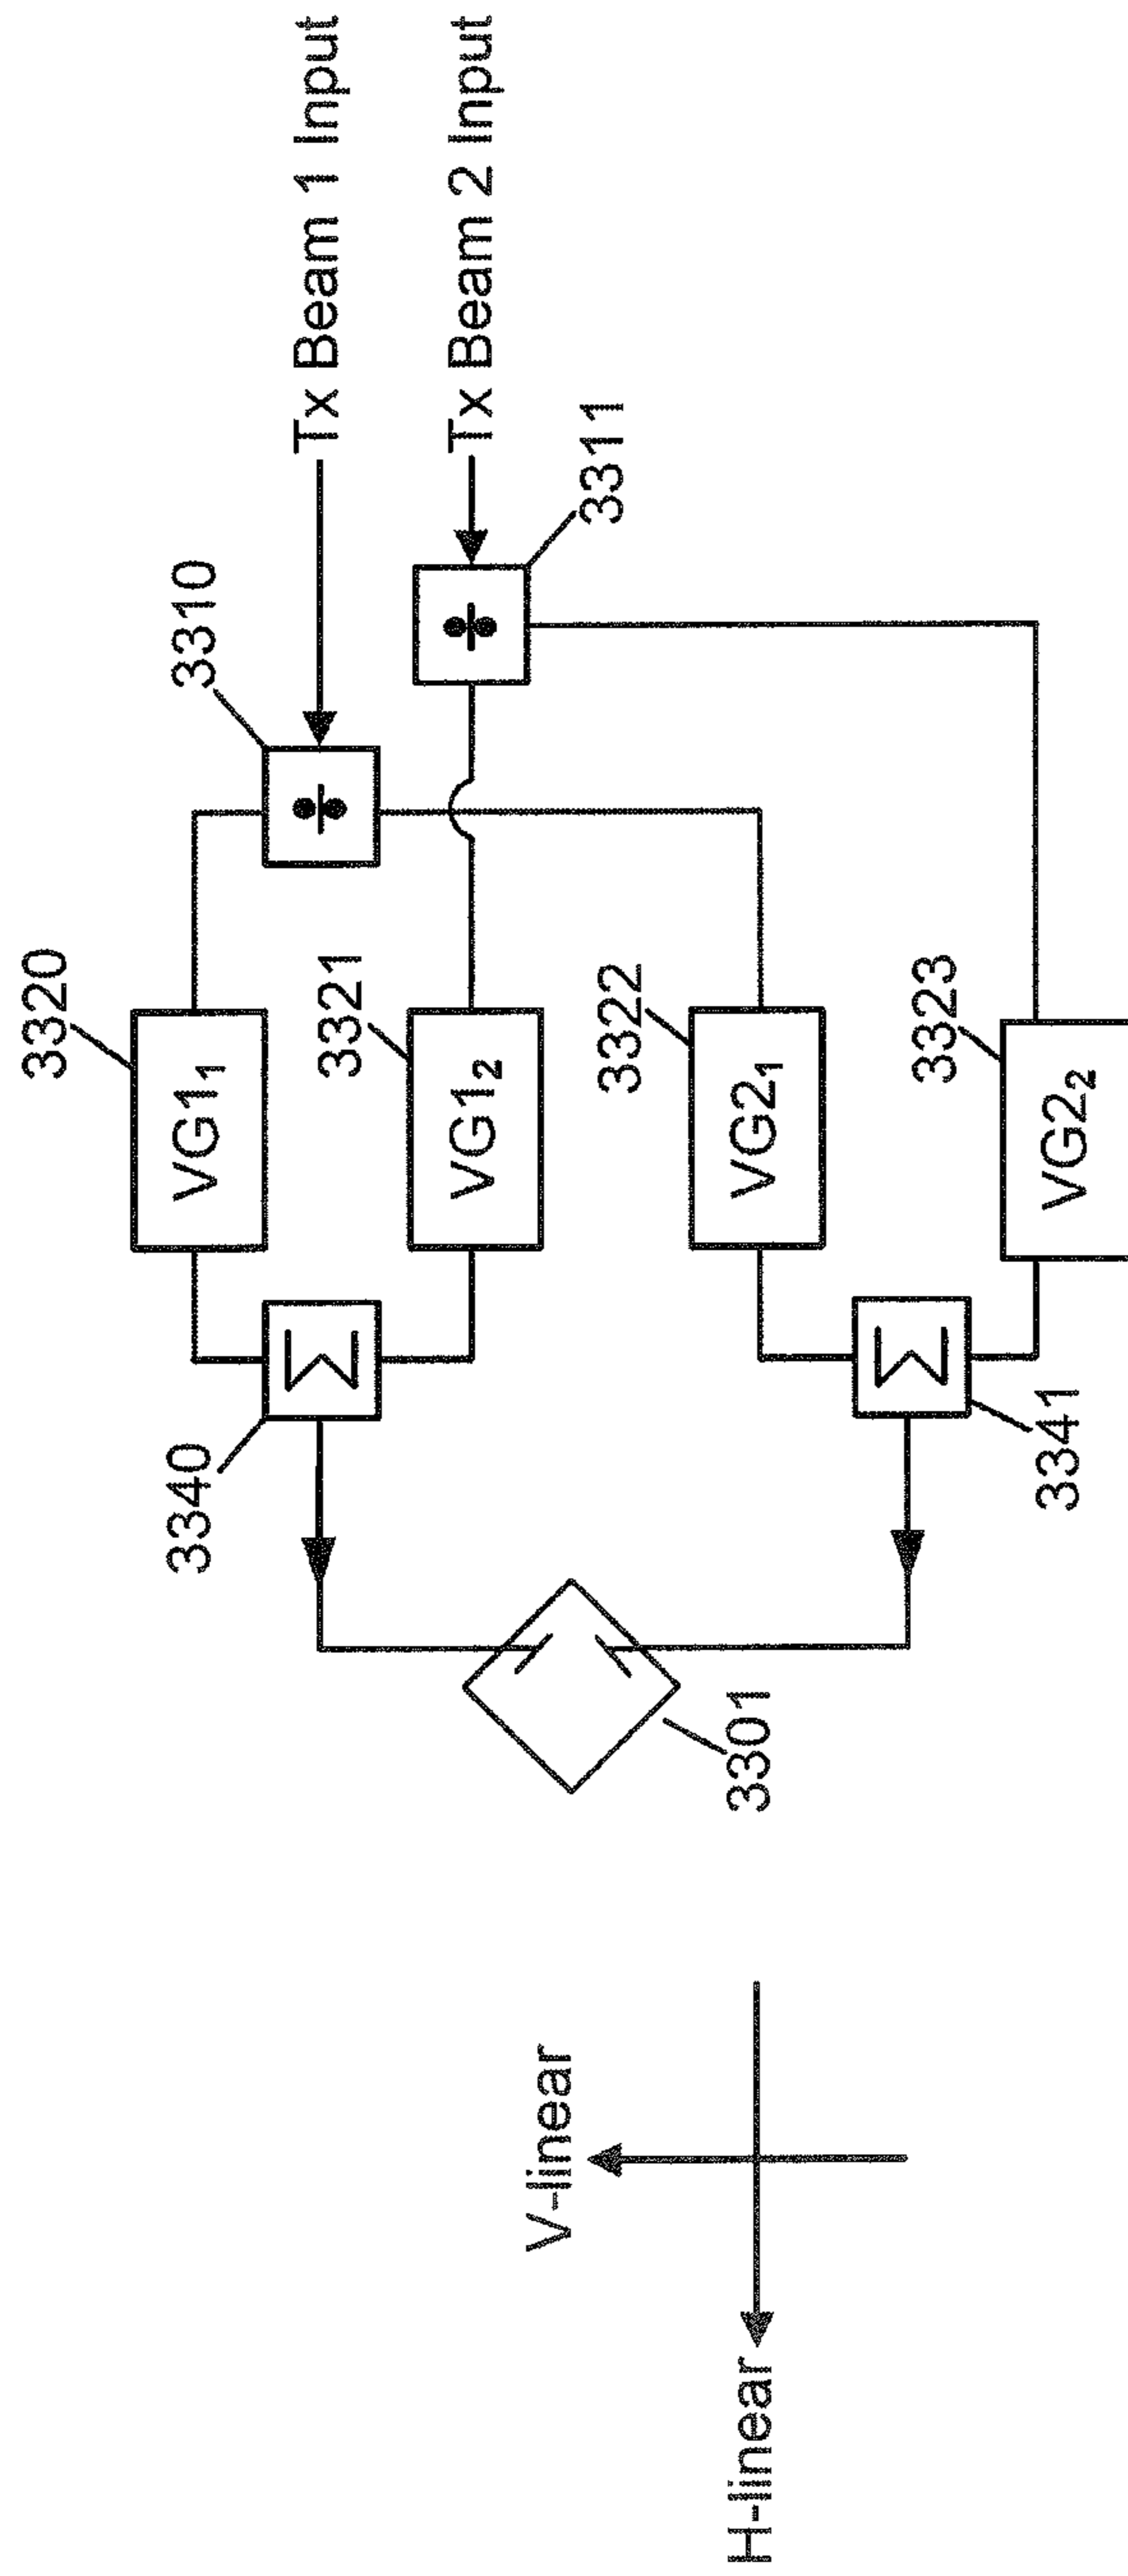 Tx Beam 1 Input
Tx Beam 2 Input
3310
÷
3311
÷
3320
VG1₁
3321
VG1₂
3322
VG2₁
3323
VG2₂
3340
Σ
3341
Σ
3301
V-linear
H-linear